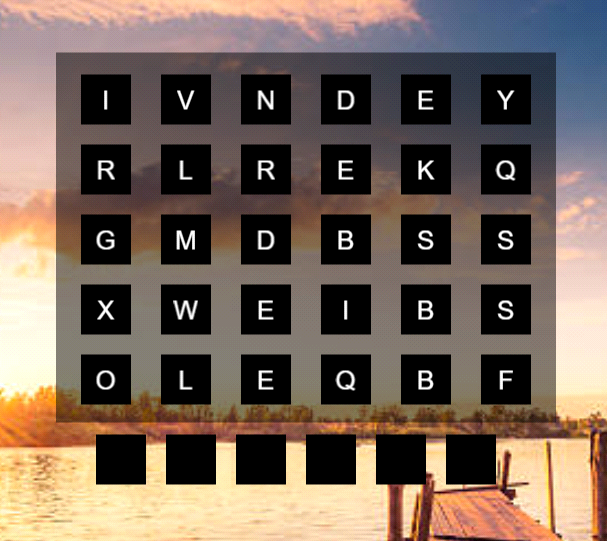 I V N D E Y
R L R E K Q
G M D B S S
X W E I B S
O L E Q B F